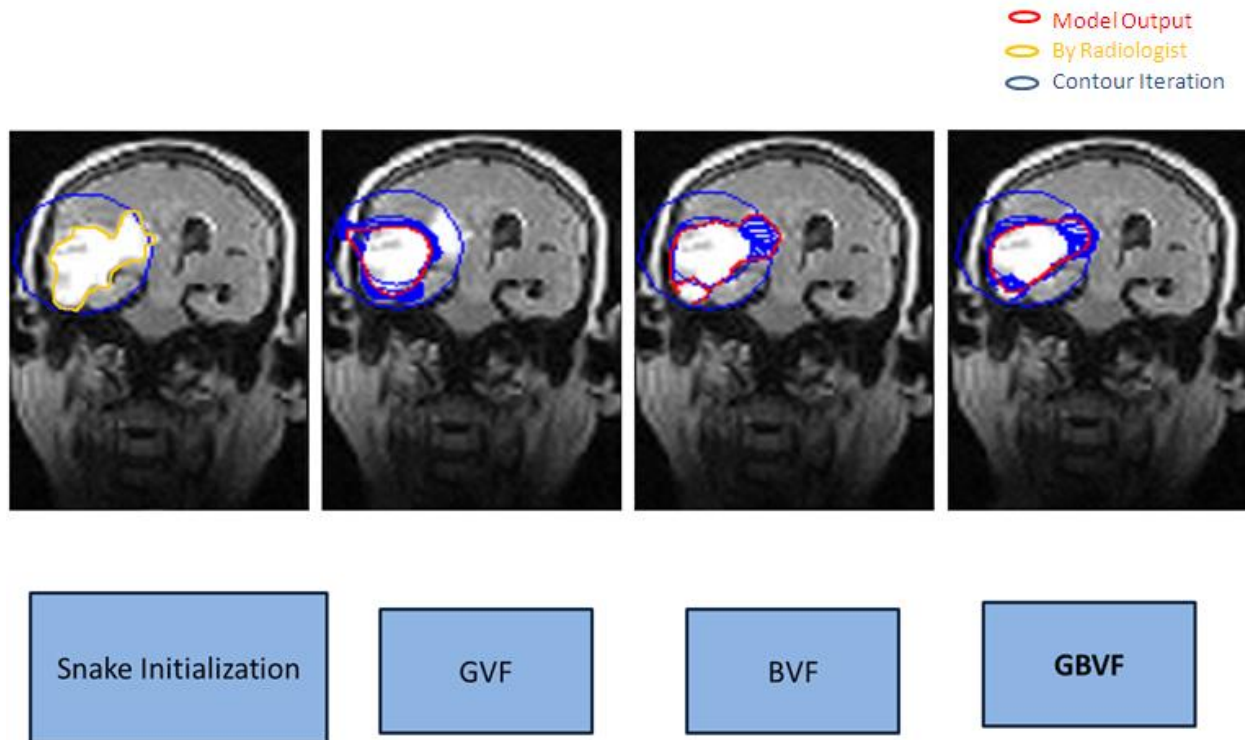 Model Output
By Radiologist
Contour Iteration
Snake Initialization
GVF
BVF
GBVF